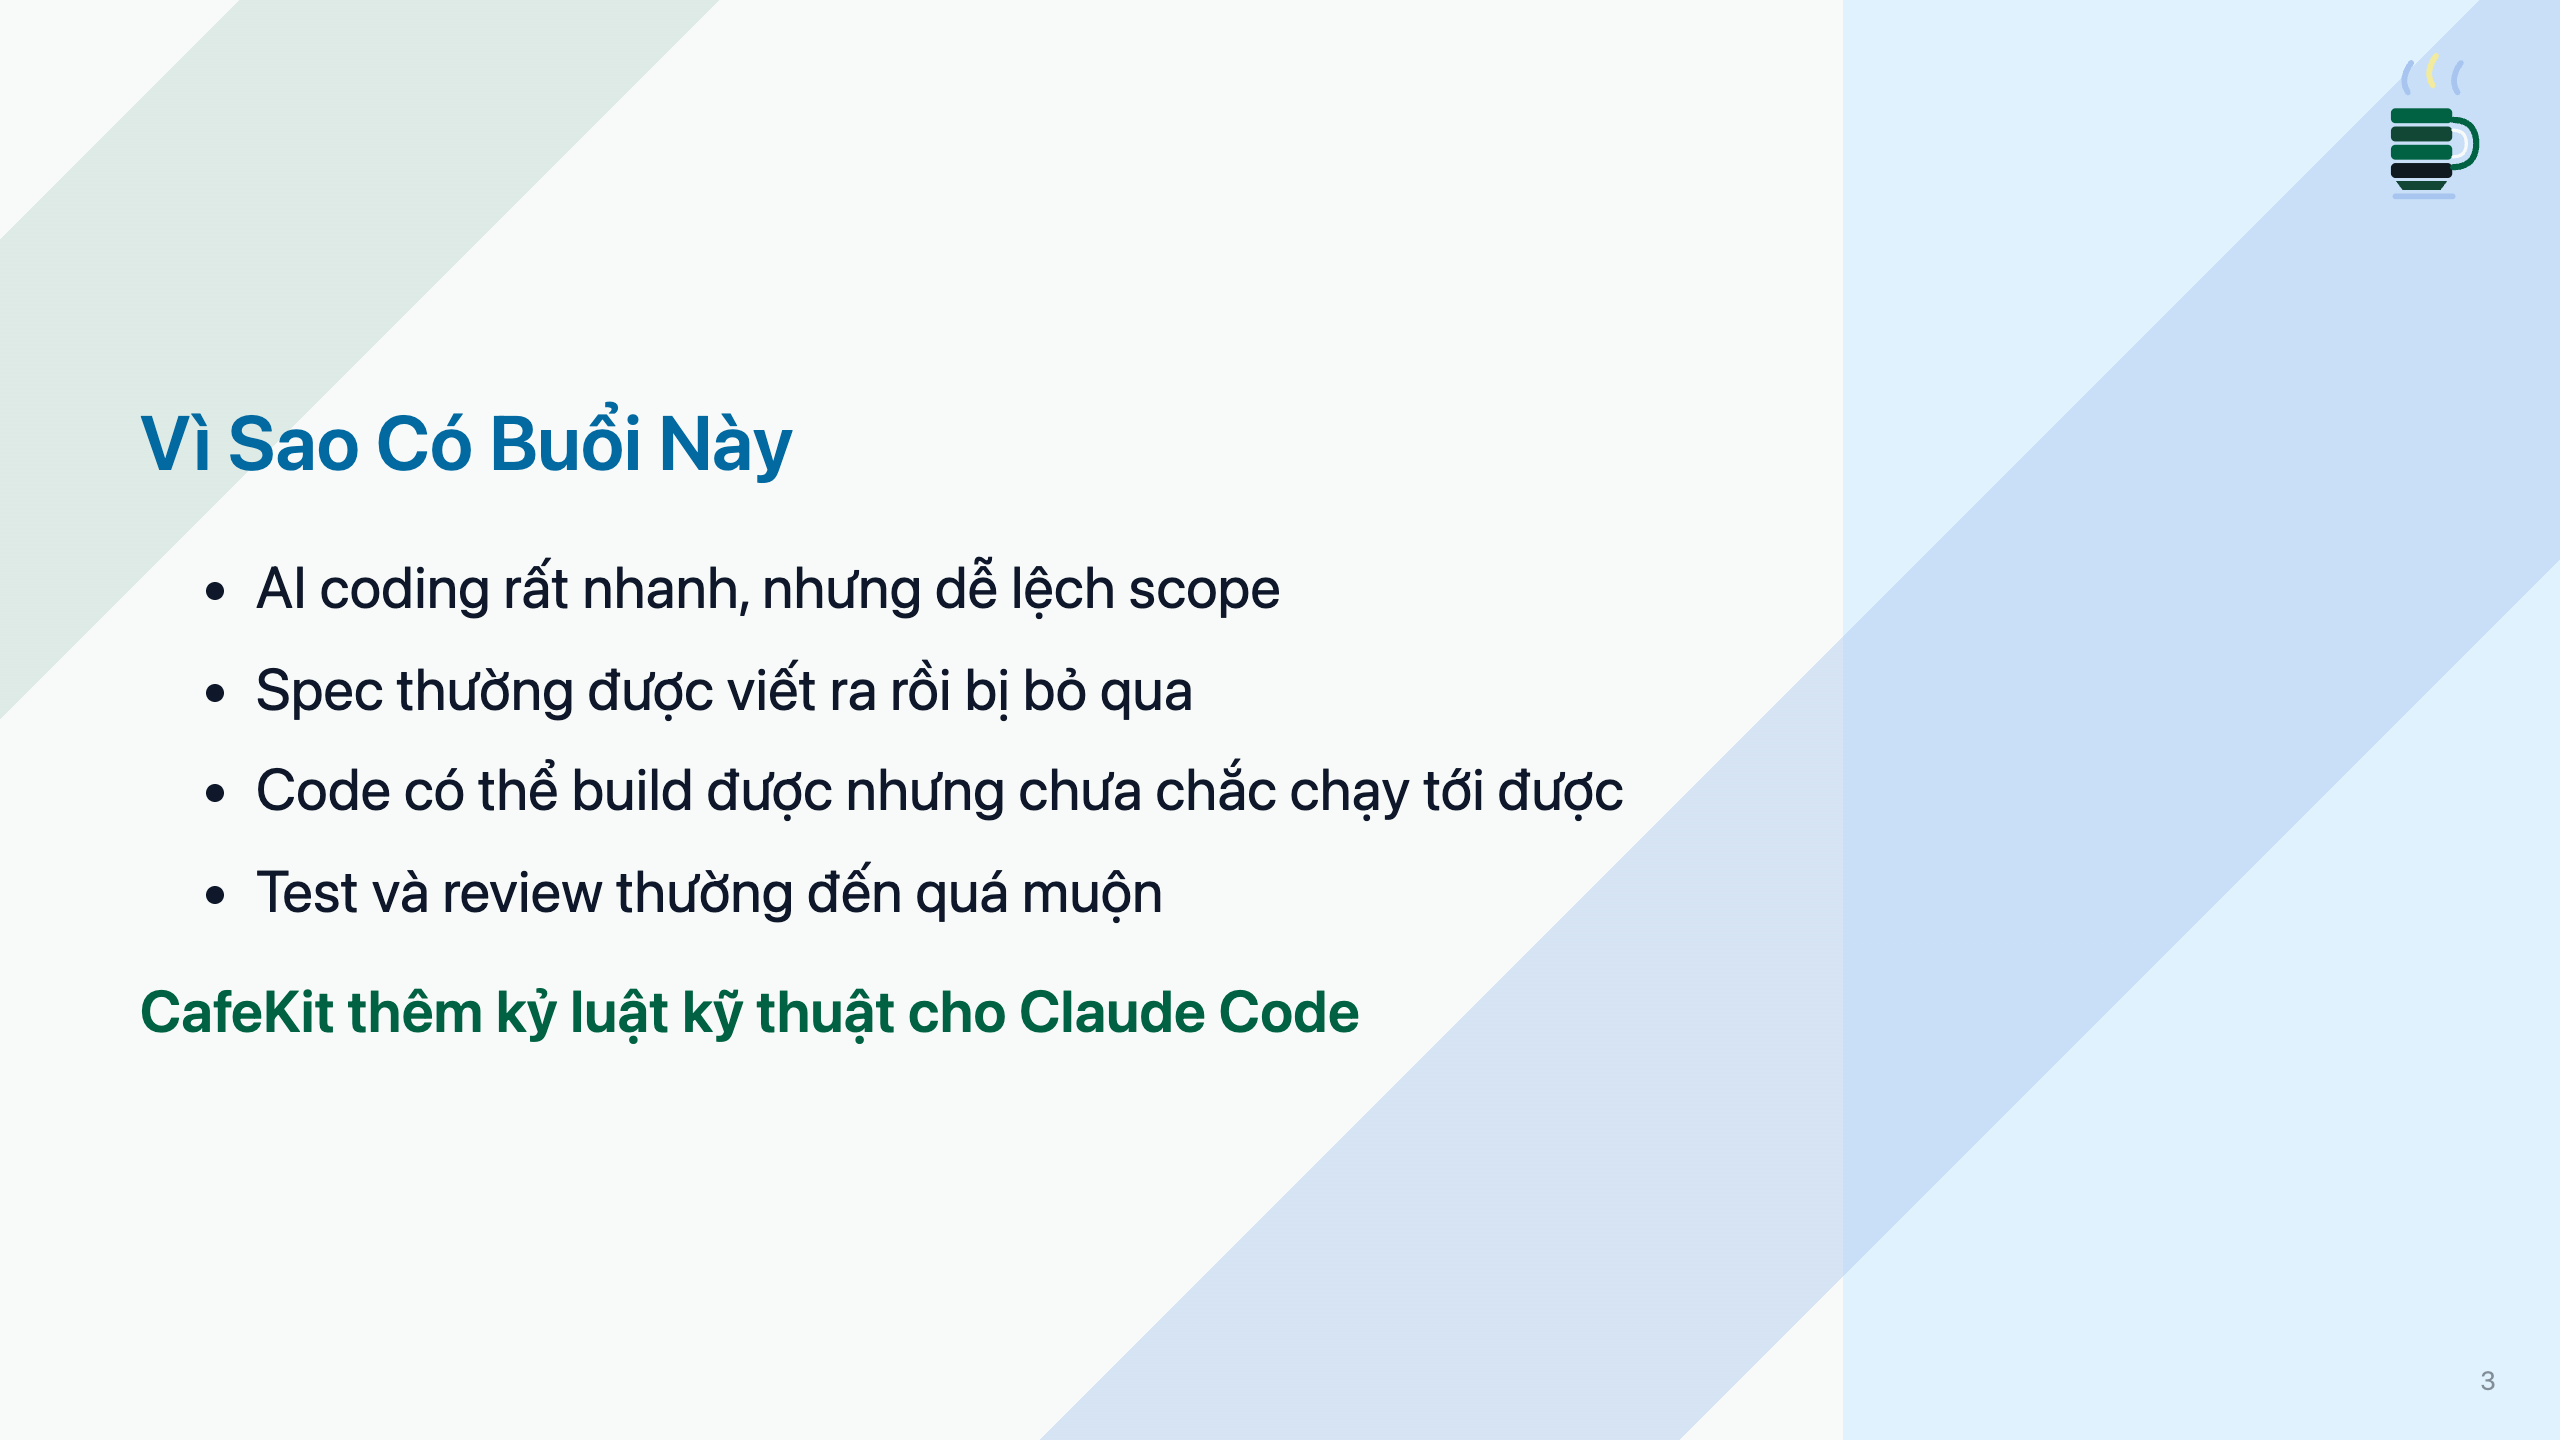 Vì Sao Có Buổi Này
• AI coding rất nhanh, nhưng dễ lệch scope
• Spec thường được viết ra rồi bị bỏ qua
• Code có thể build được nhưng chưa chắc chạy tới được
• Test và review thường đến quá muộn
CafeKit thêm kỷ luật kỹ thuật cho Claude Code
3